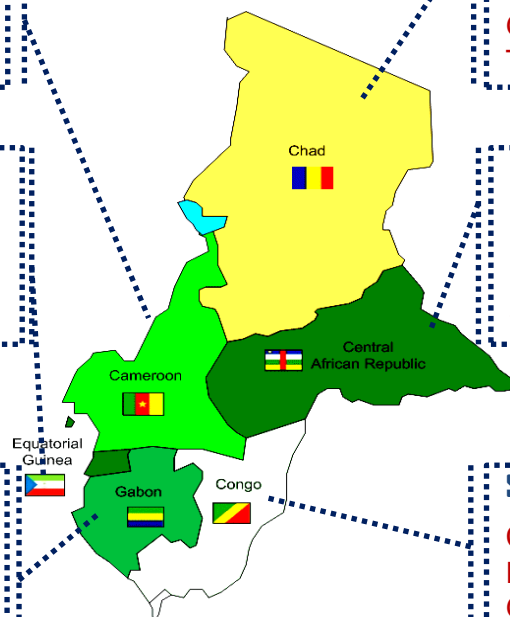 Chad
Central
African Republic
Cameroon
Equatorial
Guinea
Gabon
Congo